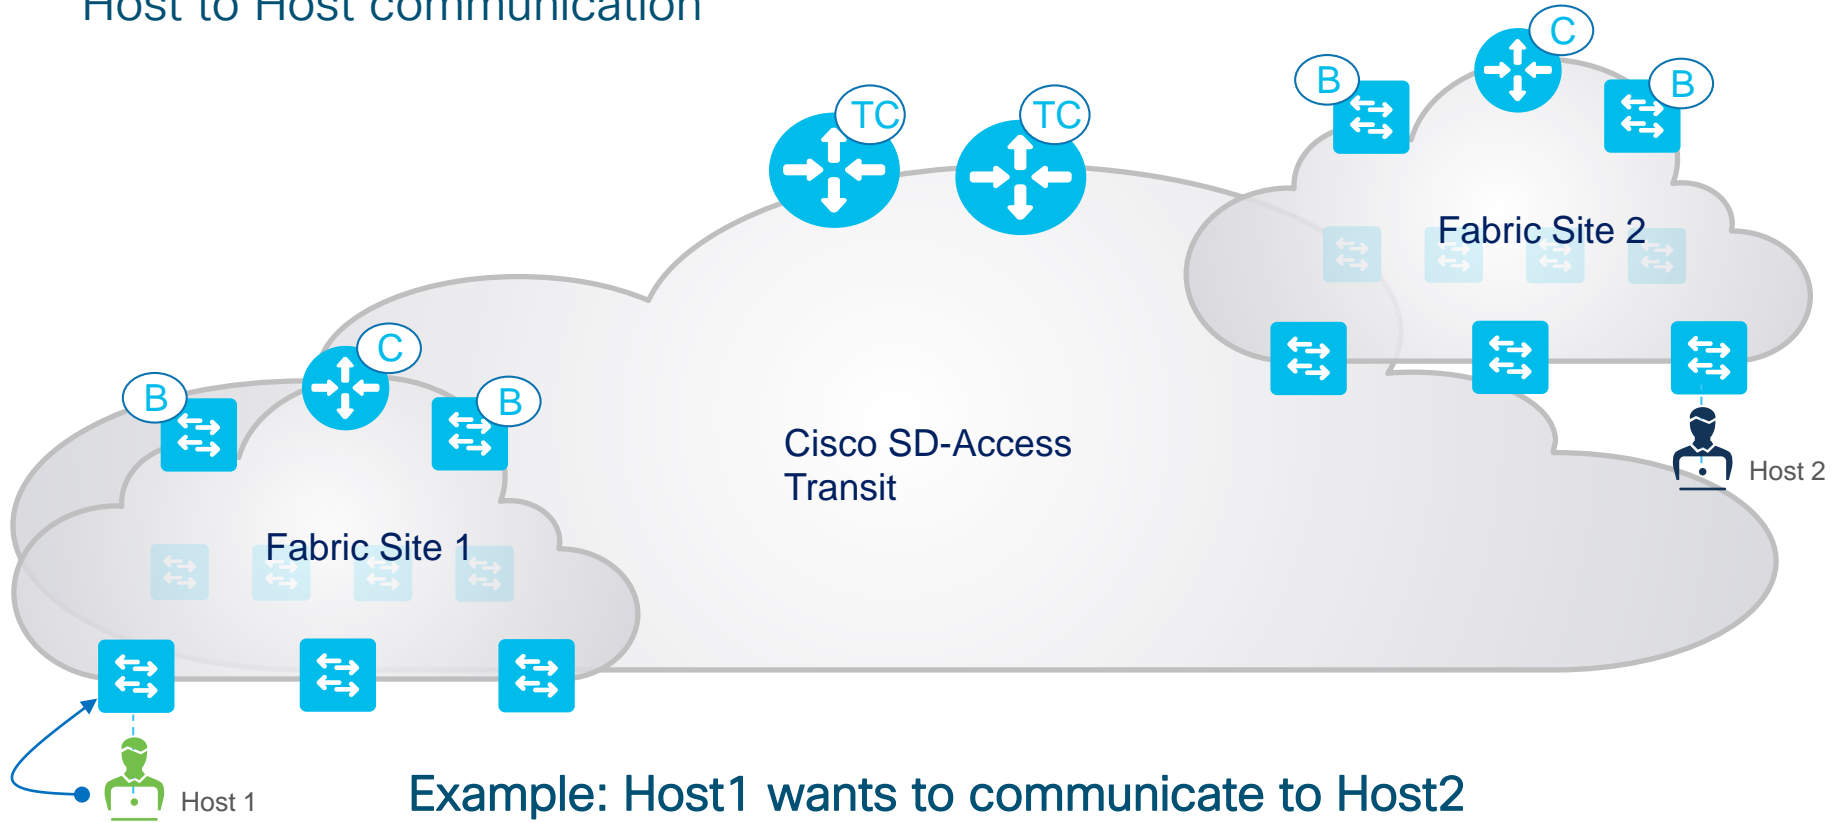 Host to Host communication
C
B
B
TC
TC
Fabric Site 2
C
B
B
Cisco SD-Access
Transit
Host 2
Fabric Site 1
Host 1
Example: Host1 wants to communicate to Host2